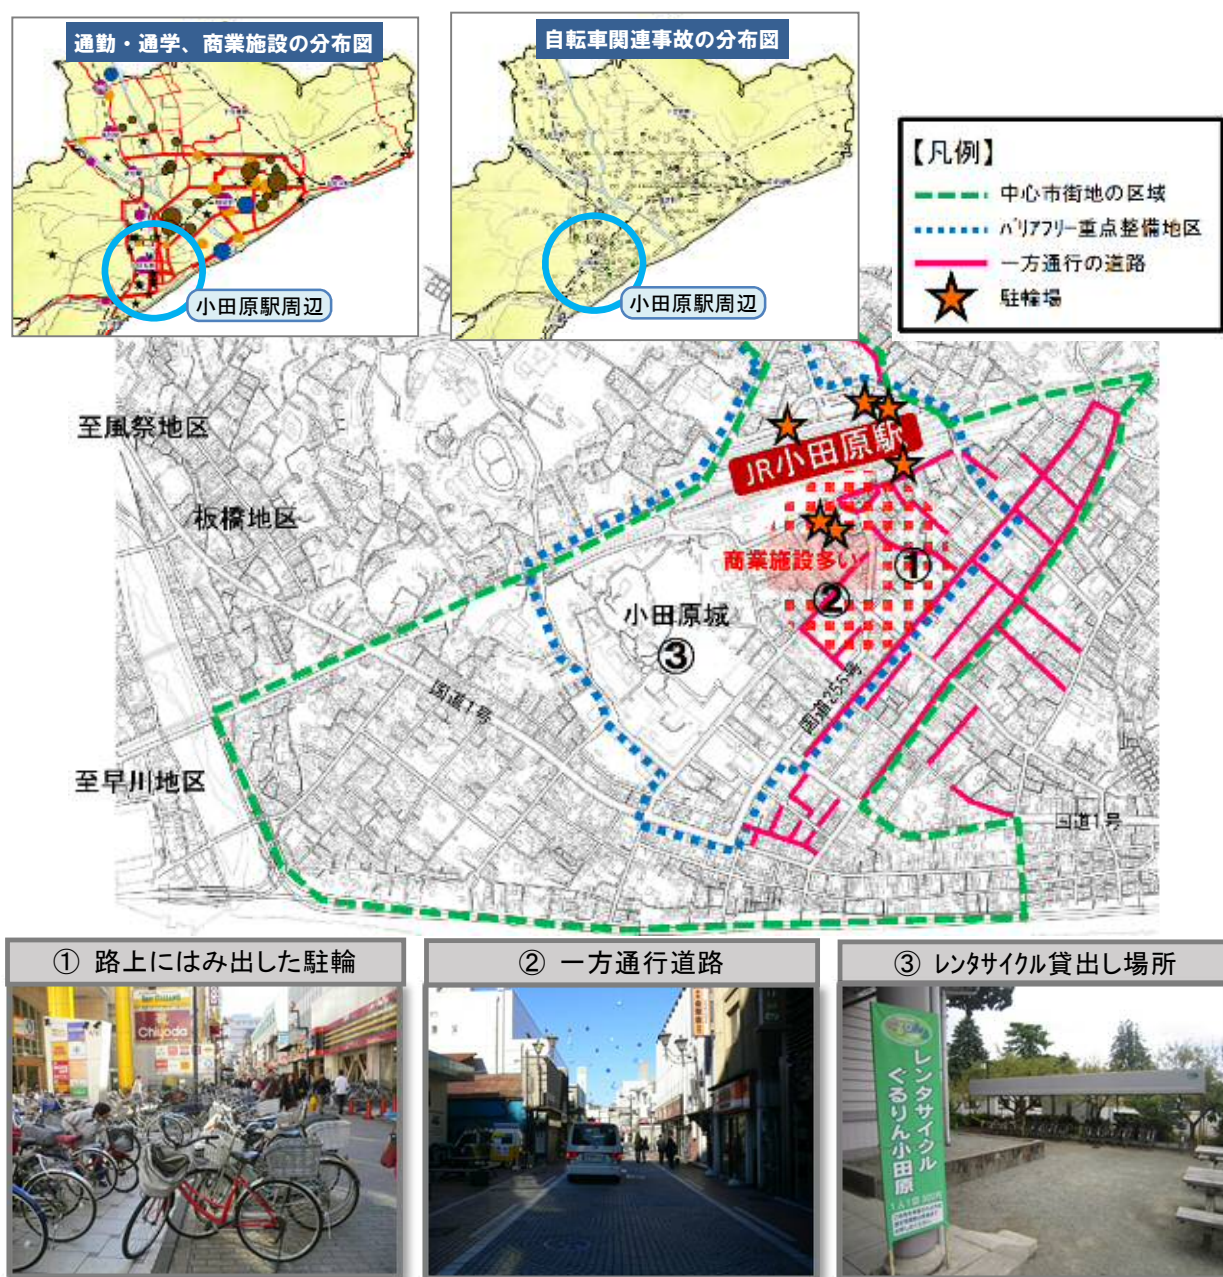 通勤・通学、商業施設の分布図
小田原駅周辺
自転車関連事故の分布図
小田原駅周辺
【凡例】
中心市街地の区域
バリアフリー重点整備地区
一方通行の道路
駐輪場
至風祭地区
板橋地区
JR小田原駅
商業施設多い
①
②
小田原城
③
国道1号
国道255号
至早川地区
国道1号
① 路上にはみ出した駐輪
② 一方通行道路
③ レンタサイクル貸出し場所
Chiyoda
レンタサイクル
ぐるりん小田原